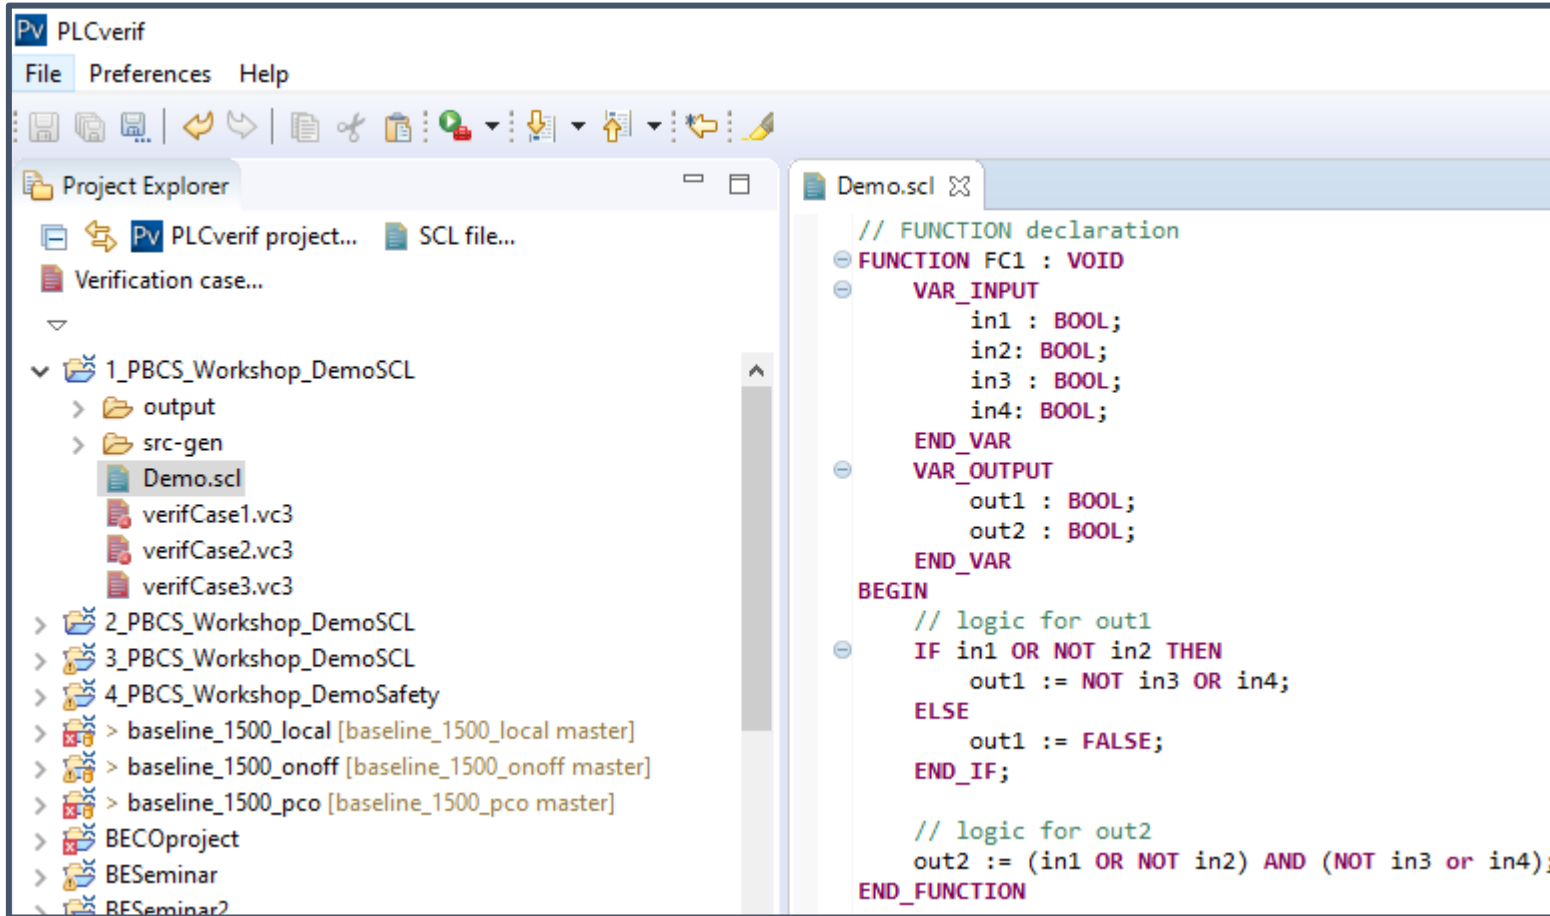 Pv PLCverif
File Preferences Help
Project Explorer
Pv PLCverif project... SCL file...
Verification case...
1_PBCS_Workshop_DemoSCL
output
src-gen
Demo.scl
verifCase1.vc3
verifCase2.vc3
verifCase3.vc3
2_PBCS_Workshop_DemoSCL
3_PBCS_Workshop_DemoSCL
4_PBCS_Workshop_DemoSafety
> baseline_1500_local [baseline_1500_local master]
> baseline_1500_onoff [baseline_1500_onoff master]
> baseline_1500_pco [baseline_1500_pco master]
BECOproject
BESeminar
BESeminar2
Demo.scl
// FUNCTION declaration
FUNCTION FC1 : VOID
VAR_INPUT
in1 : BOOL;
in2: BOOL;
in3 : BOOL;
in4: BOOL;
END_VAR
VAR_OUTPUT
out1 : BOOL;
out2 : BOOL;
END_VAR
BEGIN
// logic for out1
IF in1 OR NOT in2 THEN
out1 := NOT in3 OR in4;
ELSE
out1 := FALSE;
END_IF;
// logic for out2
out2 := (in1 OR NOT in2) AND (NOT in3 or in4);
END_FUNCTION